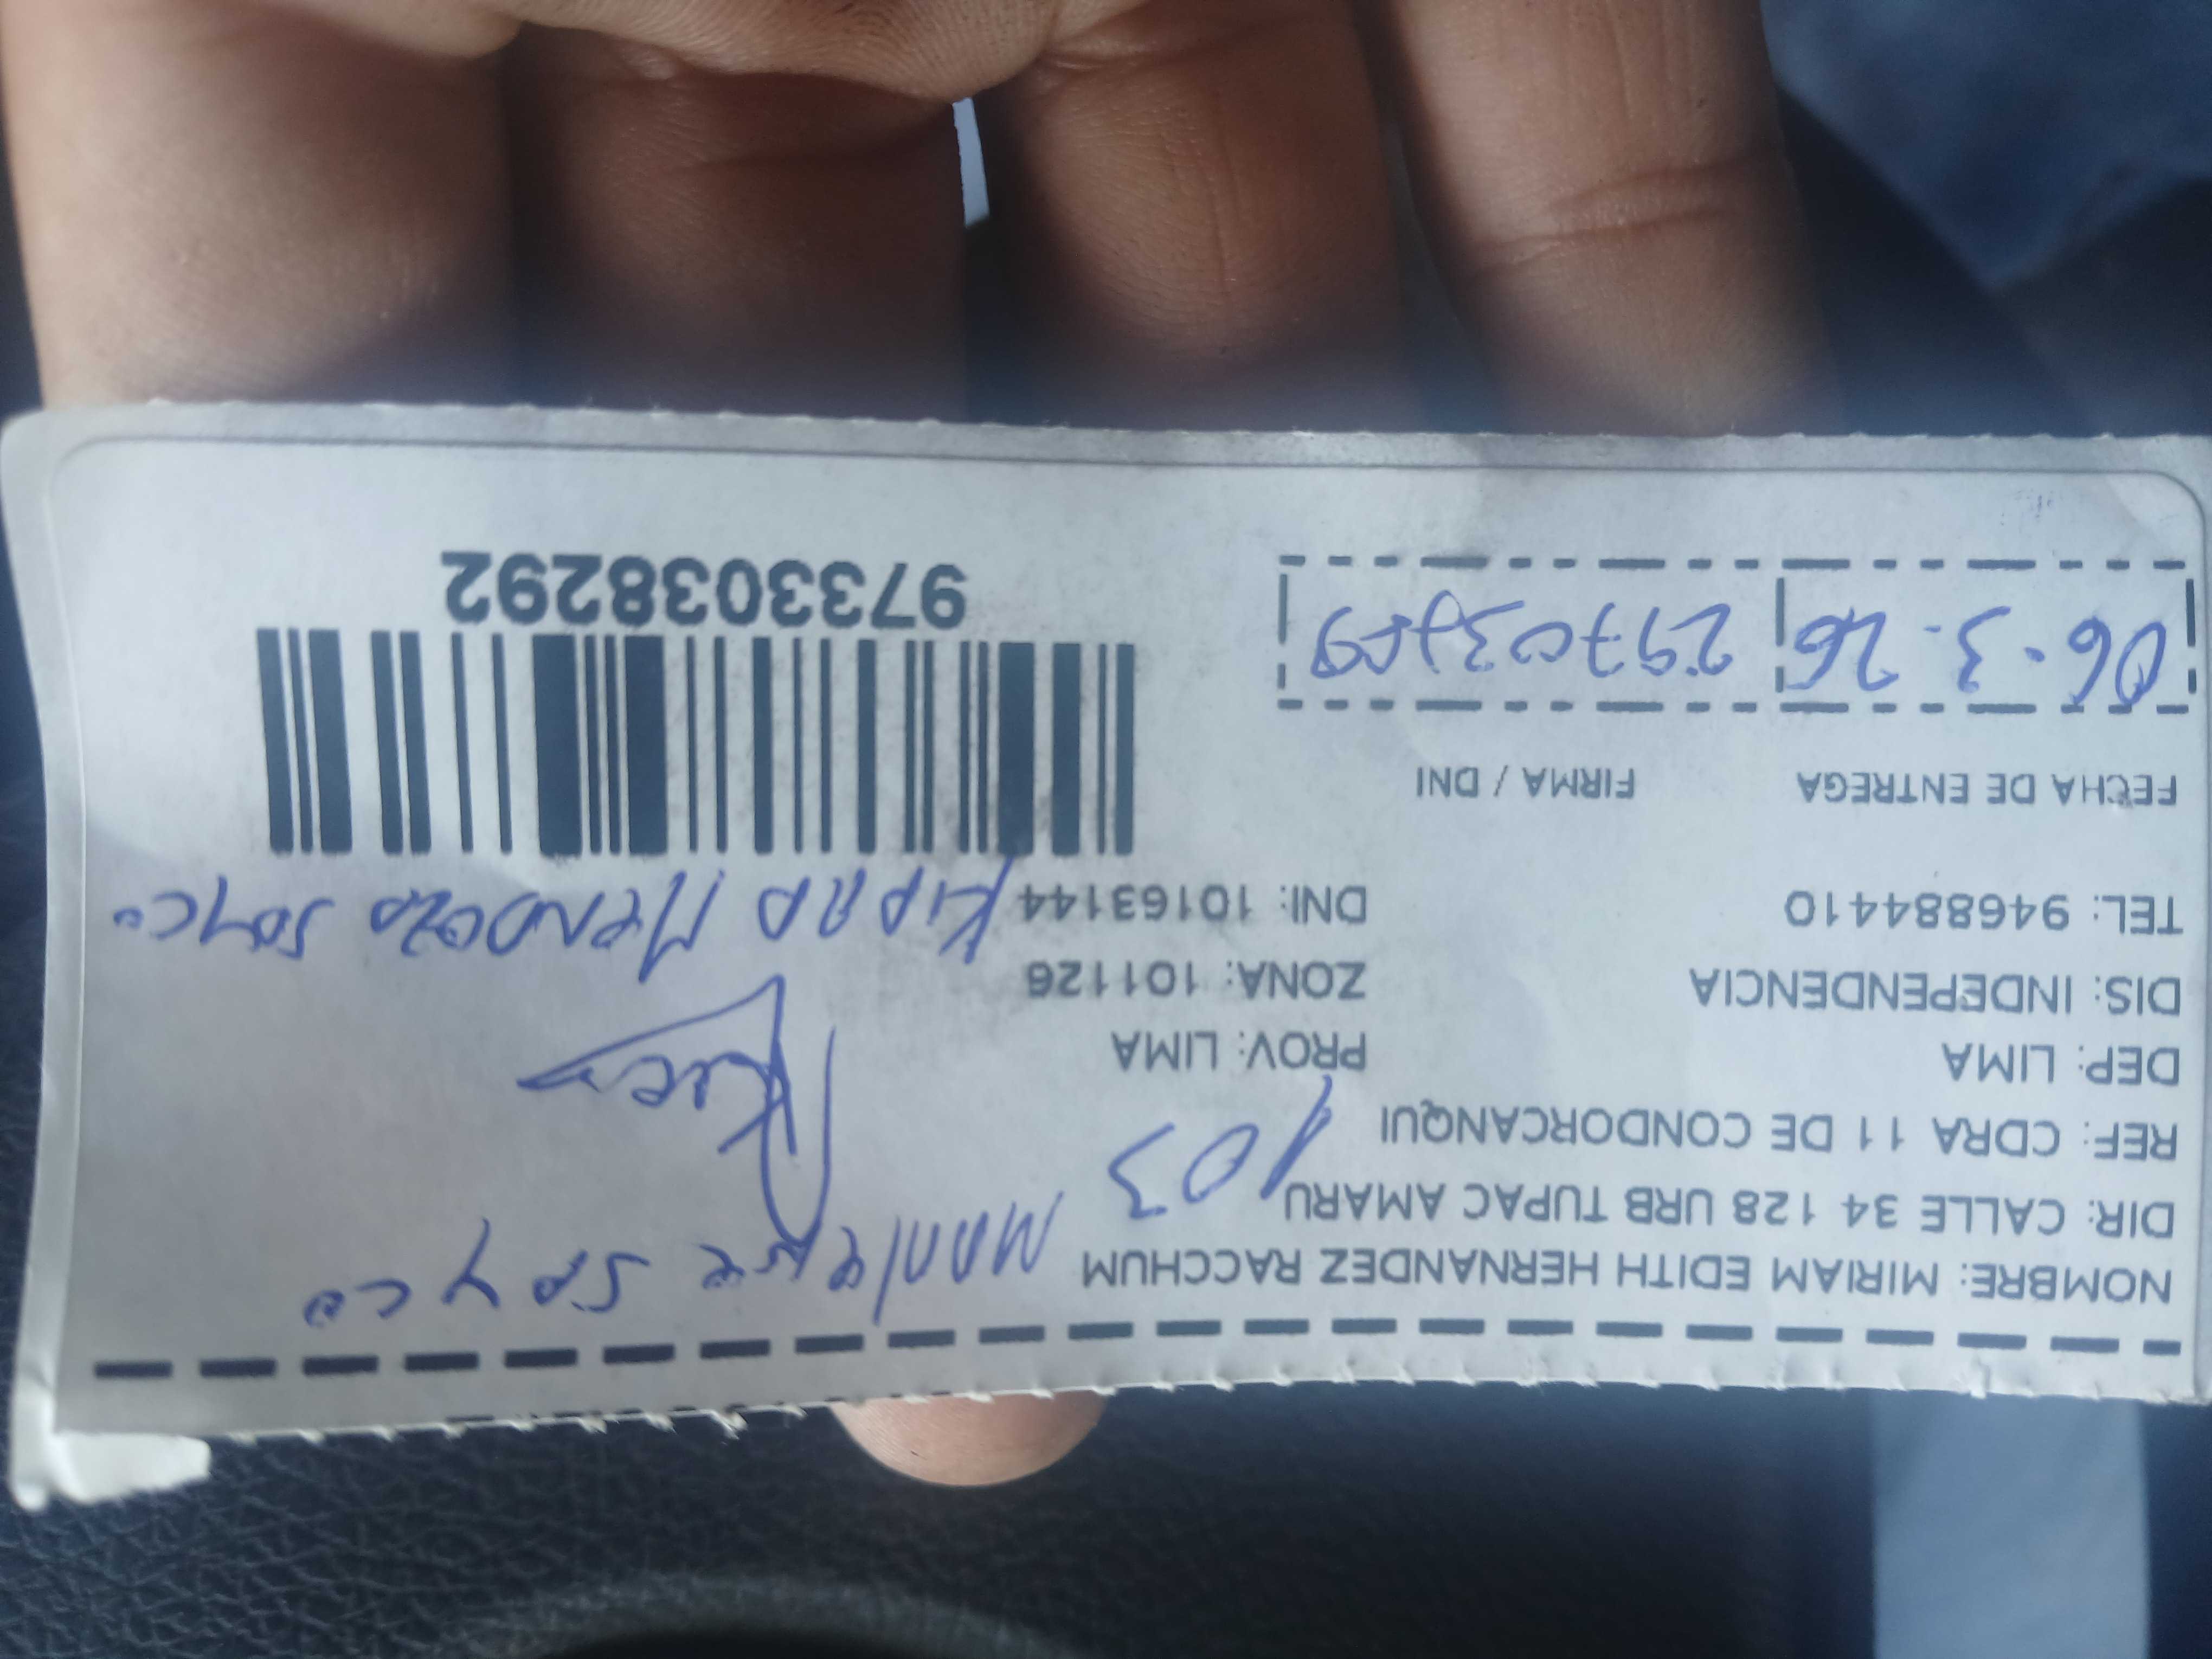 NOMBRE: MIRIAM EDITH HERNANDEZ RACCHUM
DIR: CALLE 34 128 URB TUPAC AMARU
103
REF: CDRA 11 DE CONDORCANQUI
DEP: LIMA PROV: LIMA
DIS: INDEPENDENCIA ZONA: 101126
TEL: 946884410 DNI: 10163144
MENDOZA
FECHA DE ENTREGA FIRMA / DNI
06.3.26
9733038292